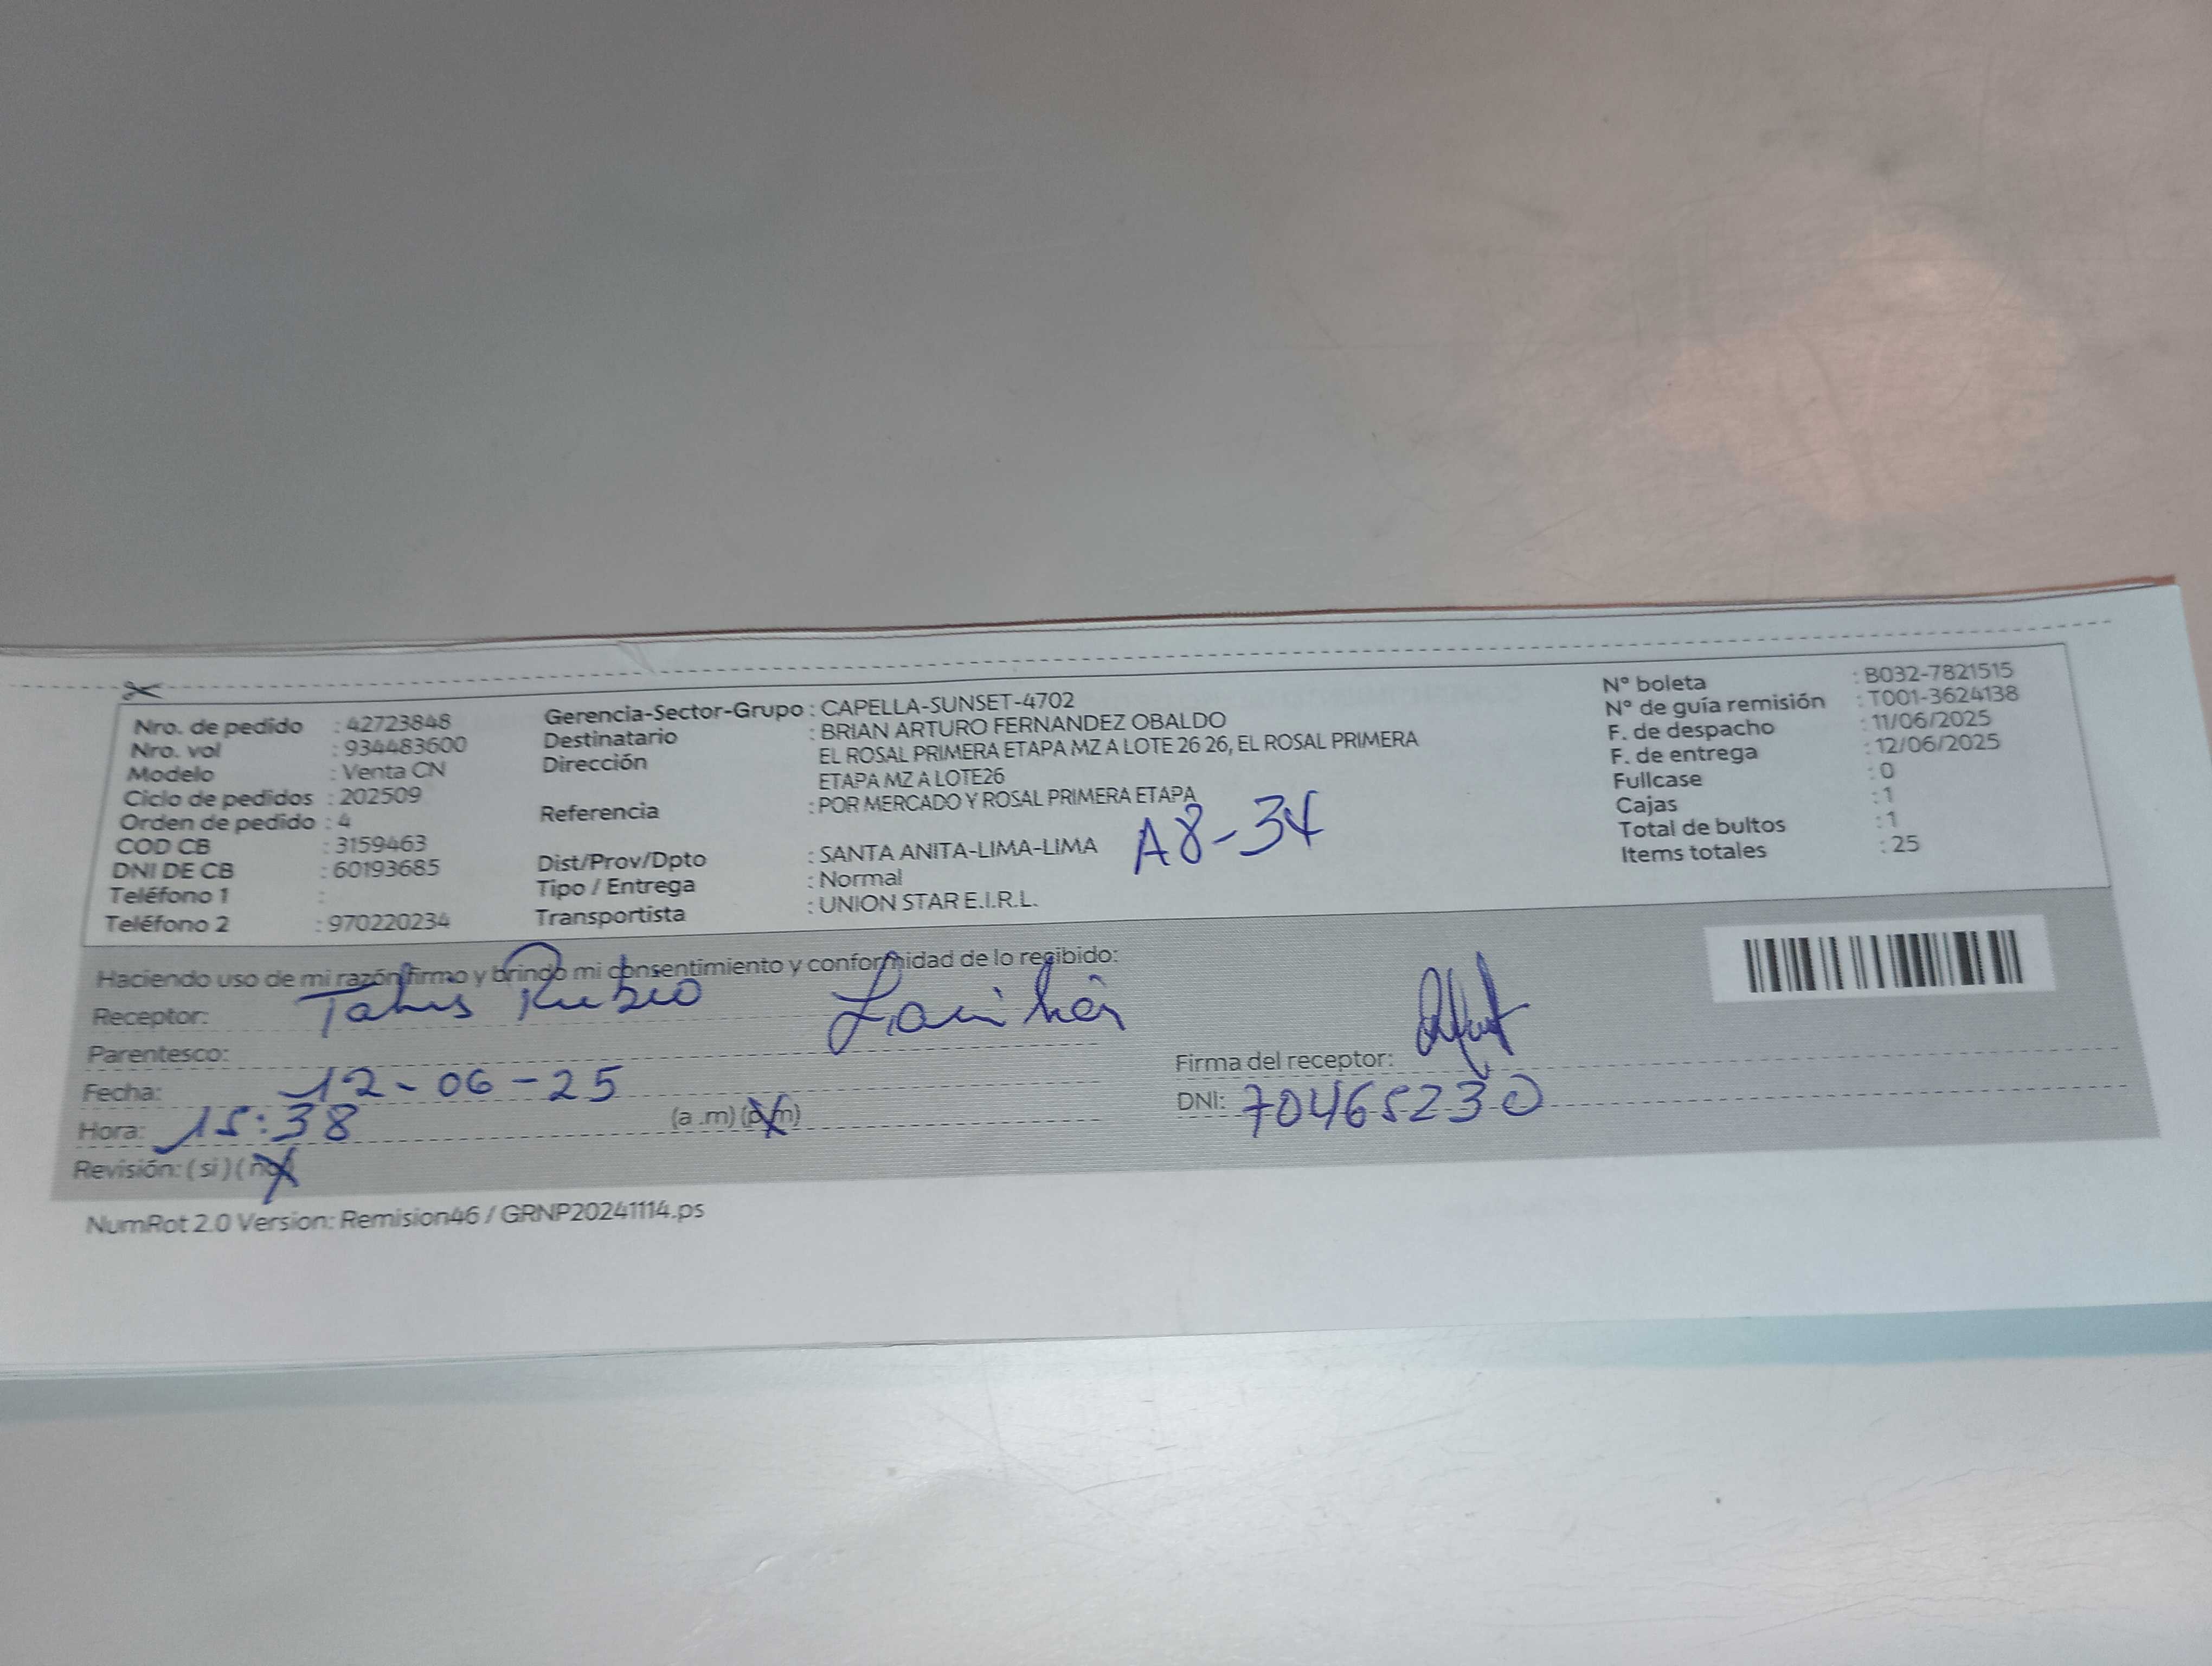 Nro. de pedido : 42723848
Nro. vol : 934483600
Modelo : Venta CN
Ciclo de pedidos : 202509
Orden de pedido : 4
COD CB : 3159463
DNI DE CB : 60193685
Teléfono 1 :
Teléfono 2 : 970220234
Gerencia-Sector-Grupo : CAPELLA-SUNSET-4702
Destinatario : BRIAN ARTURO FERNANDEZ OBALDO
Dirección EL ROSAL PRIMERA ETAPA MZ A LOTE 26 26, EL ROSAL PRIMERA
ETAPA MZ A LOTE26
Referencia : POR MERCADO Y ROSAL PRIMERA ETAPA
Dist/Prov/Dpto : SANTA ANITA-LIMA-LIMA A8-34
Tipo / Entrega : Normal
Transportista : UNION STAR E.I.R.L.
N° boleta : B032-7821515
N° de guía remisión : T001-3624138
F. de despacho : 11/06/2025
F. de entrega : 12/06/2025
Fullcase : 0
Cajas : 1
Total de bultos : 1
Items totales : 25
Haciendo uso de mi razón firmo y brindo mi consentimiento y conformidad de lo recibido:
Receptor: Rubio
Parentesco:
Fecha: 12-06-25
Hora: 15:38 (a .m) (p.m)
Revisión: ( si ) ( no )
Firma del receptor:
DNI: 70465230
NumRot 2.0 Version: Remision46 / GRNP20241114.ps